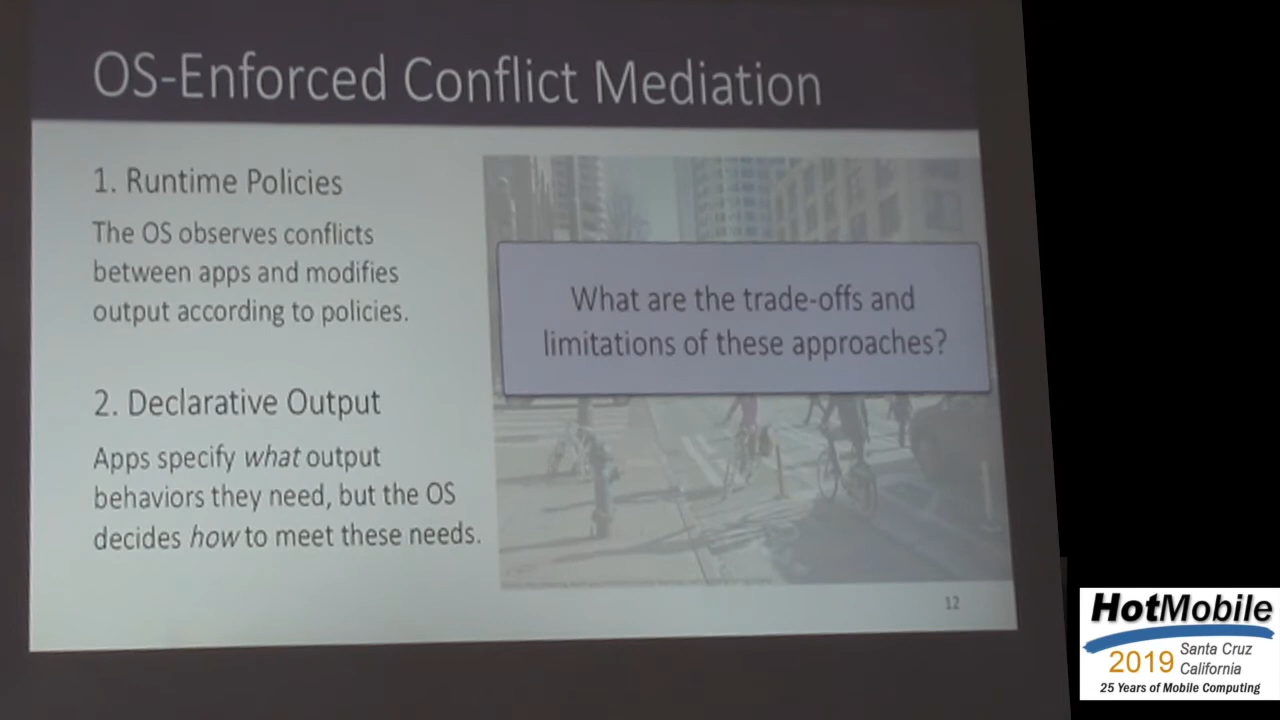 OS-Enforced Conflict Mediation
1. Runtime Policies
The OS observes conflicts
between apps and modifies
output according to policies.
2. Declarative Output
Apps specify what output
behaviors they need, but the OS
decides how to meet these needs.
What are the trade-offs and
limitations of these approaches?
12
HotMobile
2019 Santa Cruz
California
25 Years of Mobile Computing